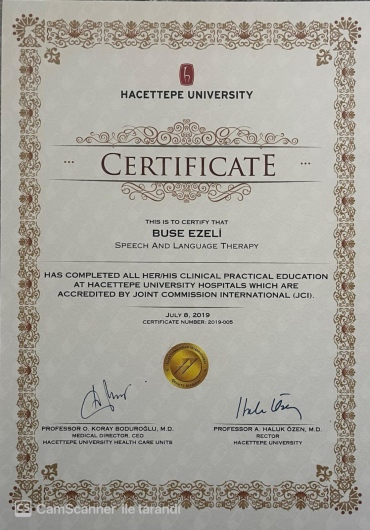 HACETTEPE UNIVERSITY
CERTIFICATE
THIS IS TO CERTIFY THAT
BUSE EZELİ
SPEECH AND LANGUAGE THERAPY
HAS COMPLETED ALL HER/HIS CLINICAL PRACTICAL EDUCATION
AT HACETTEPE UNIVERSITY HOSPITALS WHICH ARE
ACCREDITED BY JOINT COMMISSION INTERNATIONAL (JCI).
JULY 8, 2019
CERTIFICATE NUMBER: 2019-005
PROFESSOR O. KORAY BODUROĞLU, M.D.
MEDICAL DIRECTOR, CEO
HACETTEPE UNIVERSITY HEALTH CARE UNITS
PROFESSOR A. HALUK ÖZEN, M.D.
RECTOR
HACETTEPE UNIVERSITY
CS CamScanner ile tarandı